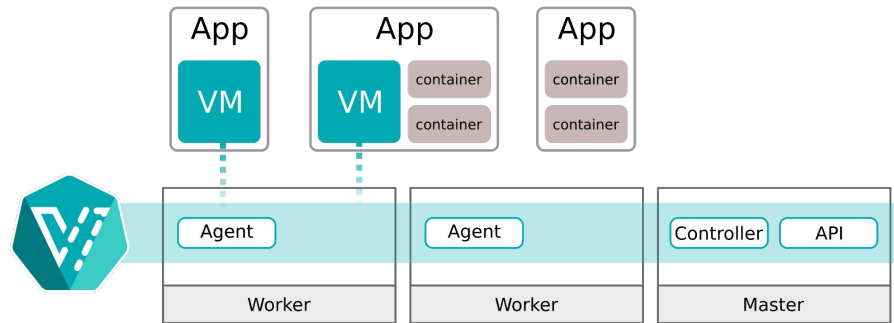 App
App
App
VM
VM
container
container
container
container
Agent
Agent
Controller
API
Worker
Worker
Master